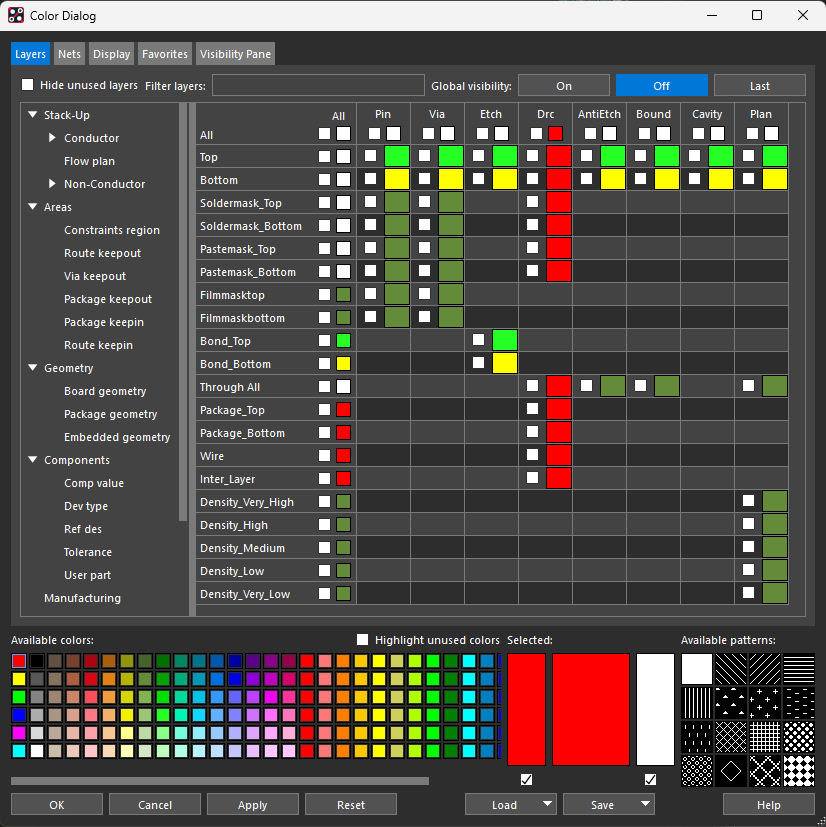 Color Dialog
Layers Nets Display Favorites Visibility Pane
Hide unused layers Filter layers: Global visibility: On Off Last
Stack-Up
Conductor
Flow plan
Non-Conductor
Areas
Constraints region
Route keepout
Via keepout
Package keepout
Package keepin
Route keepin
Geometry
Board geometry
Package geometry
Embedded geometry
Components
Comp value
Dev type
Ref des
Tolerance
User part
Manufacturing
All Pin Via Etch Drc AntiEtch Bound Cavity Plan
All
Top
Bottom
Soldermask_Top
Soldermask_Bottom
Pastemask_Top
Pastemask_Bottom
Filmmasktop
Filmmaskbottom
Bond_Top
Bond_Bottom
Through All
Package_Top
Package_Bottom
Wire
Inter_Layer
Density_Very_High
Density_High
Density_Medium
Density_Low
Density_Very_Low
Available colors: Highlight unused colors Selected: Available patterns:
OK Cancel Apply Reset Load Save Help